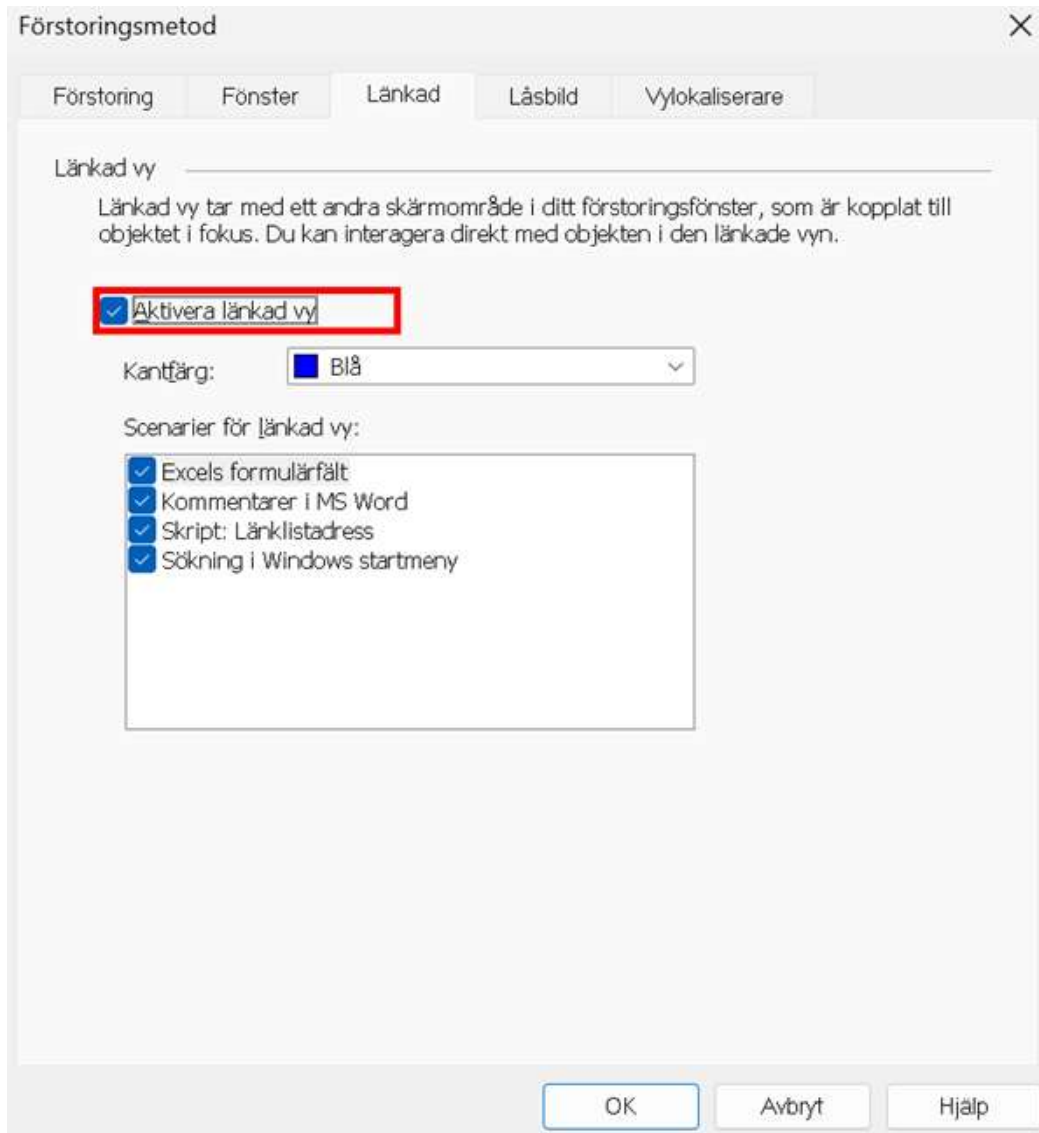 Förstoringsmetod
Förstoring Fönster Länkad Låsbild Vylokaliserare
Länkad vy
Länkad vy tar med ett andra skärmområde i ditt förstoringsfönster, som är kopplat till
objektet i fokus. Du kan interagera direkt med objekten i den länkade vyn.
Aktivera länkad vy
Kantfärg: Blå
Scenarier för länkad vy:
Excels formulärfält
Kommentarer i MS Word
Skript: Länklistadress
Sökning i Windows startmeny
OK Avbryt Hjälp